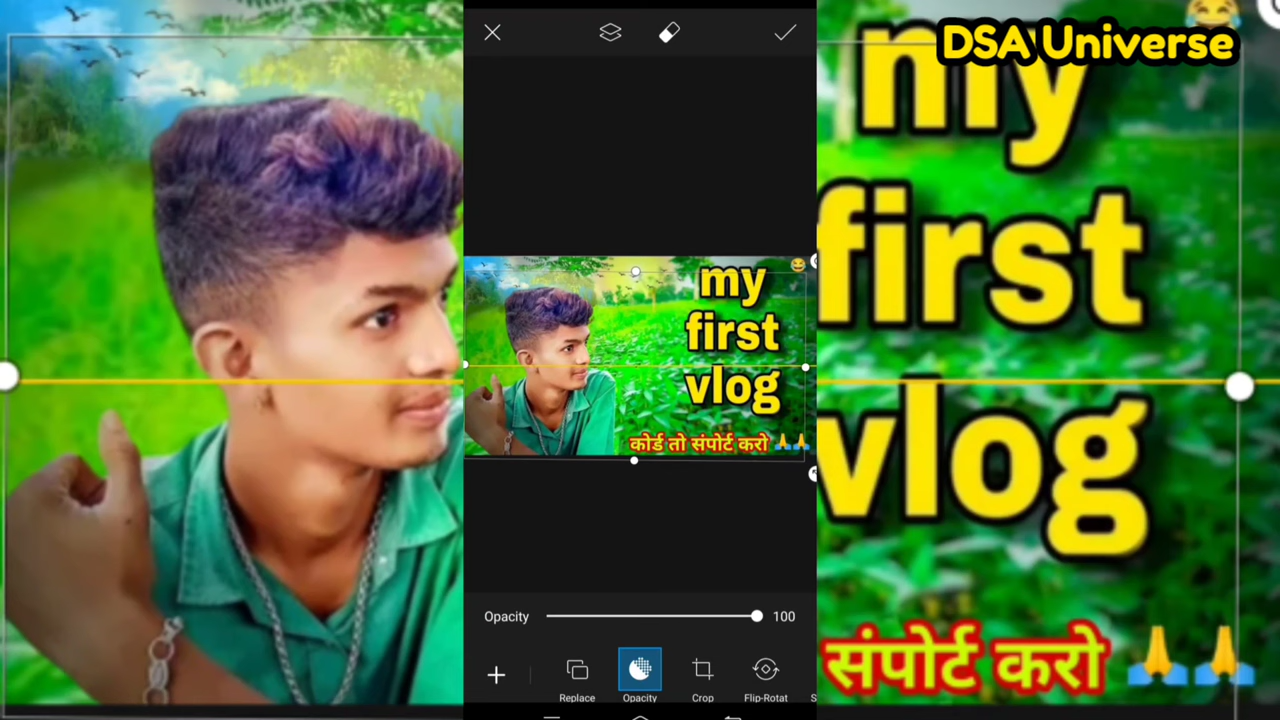 DSA Universe
my
first
vlog
कोई तो संपोर्ट करो 🙏🙏
my
first
vlog
संपोर्ट करो 🙏🙏
Opacity 100
Replace Opacity Crop Flip-Rotat